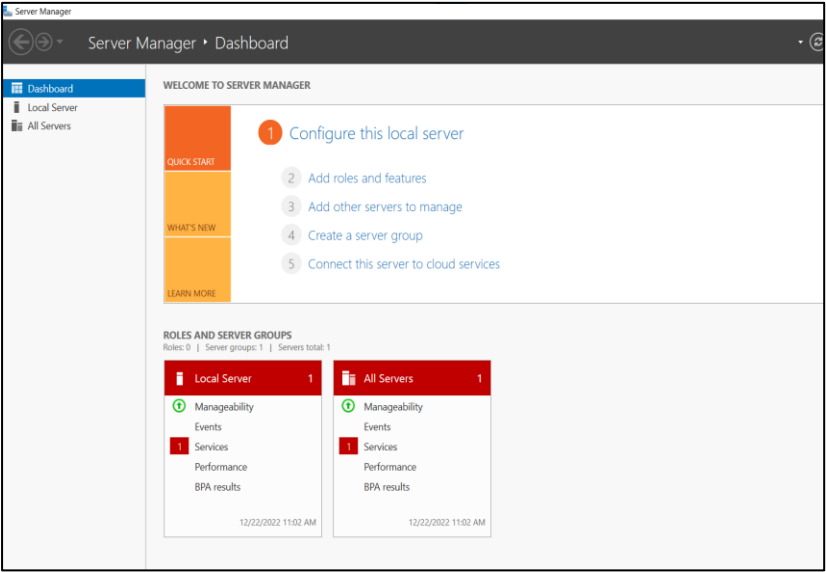 Server Manager
Server Manager ‣ Dashboard
Dashboard
Local Server
All Servers
WELCOME TO SERVER MANAGER
QUICK START
WHAT'S NEW
LEARN MORE
1 Configure this local server
2 Add roles and features
3 Add other servers to manage
4 Create a server group
5 Connect this server to cloud services
ROLES AND SERVER GROUPS
Roles: 0 | Server groups: 1 | Servers total: 1
Local Server 1
Manageability
Events
1 Services
Performance
BPA results
12/22/2022 11:02 AM
All Servers 1
Manageability
Events
1 Services
Performance
BPA results
12/22/2022 11:02 AM